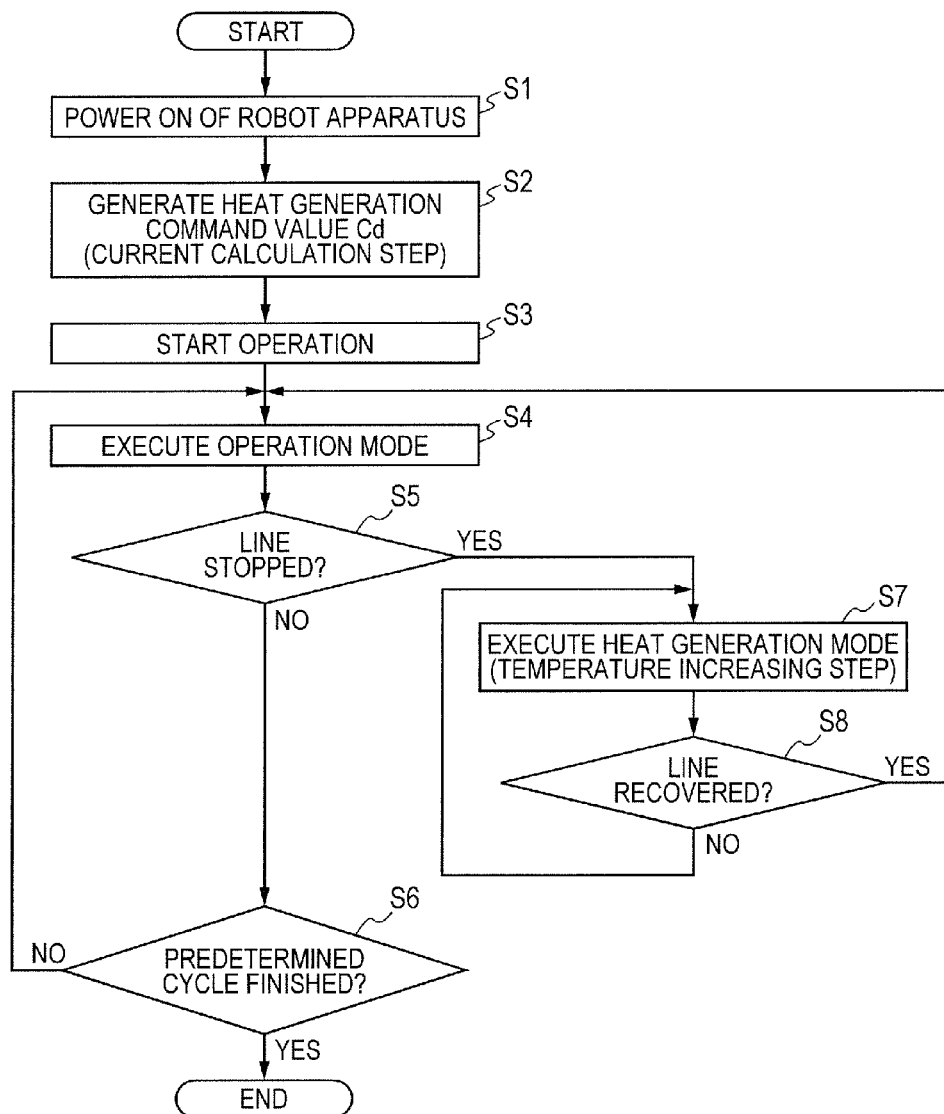 START
S1
POWER ON OF ROBOT APPARATUS
S2
GENERATE HEAT GENERATION
COMMAND VALUE Cd
(CURRENT CALCULATION STEP)
S3
START OPERATION
S4
EXECUTE OPERATION MODE
S5
LINE
STOPPED?
YES
NO
S7
EXECUTE HEAT GENERATION MODE
(TEMPERATURE INCREASING STEP)
S8
LINE
RECOVERED?
YES
NO
S6
PREDETERMINED
CYCLE FINISHED?
NO
YES
END